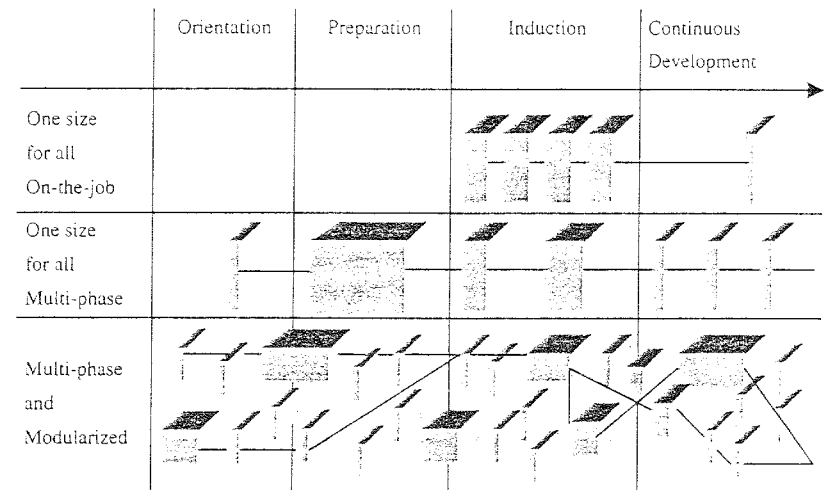 Orientation
Preparation
Induction
Continuous
Development
One size
for all
On-the-job
One size
for all
Multi-phase
Multi-phase
and
Modularized